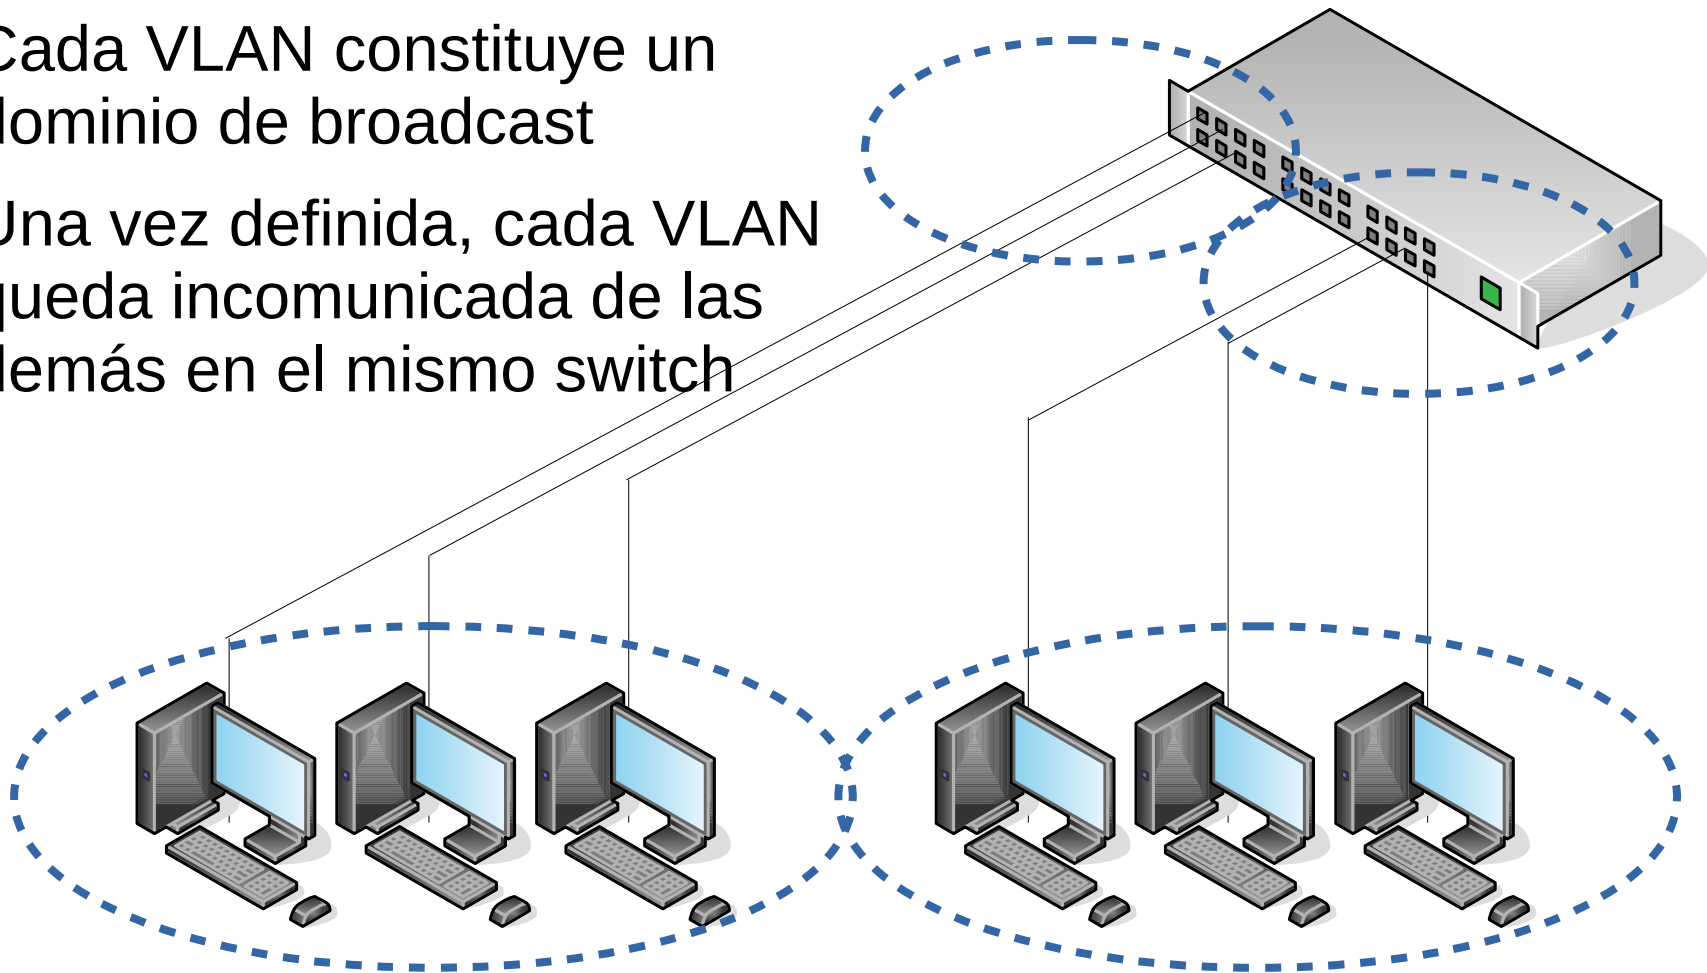 Cada VLAN constituye un
dominio de broadcast
Una vez definida, cada VLAN
queda incomunicada de las
demás en el mismo switch